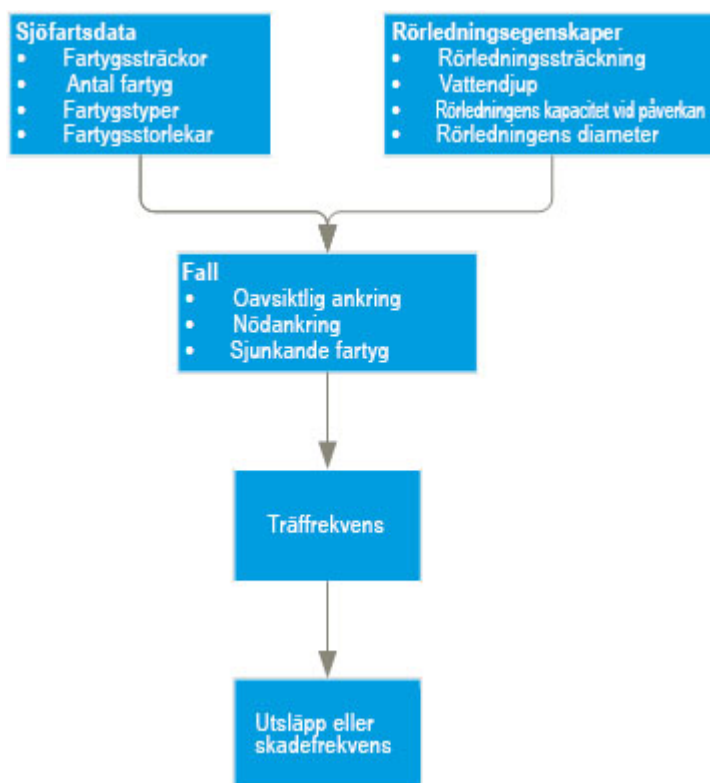 Sjöfartsdata
• Fartygssträckor
• Antal fartyg
• Fartygstyper
• Fartygsstorlekar
Rörledningsegenskaper
• Rörledningssträckning
• Vattendjup
• Rörledningens kapacitet vid påverkan
• Rörledningens diameter
Fall
• Oavsiktlig ankring
• Nödankring
• Sjunkande fartyg
Träffrekvens
Utsläpp eller
skadefrekvens